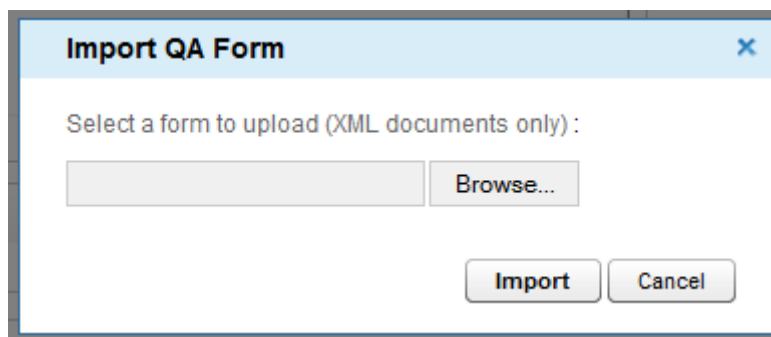 Import QA Form
Select a form to upload (XML documents only) :
Browse...
Import
Cancel